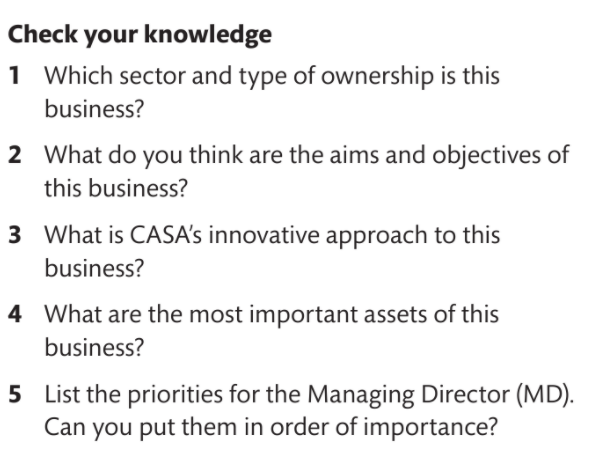 Check your knowledge
1 Which sector and type of ownership is this
business?
2 What do you think are the aims and objectives of
this business?
3 What is CASA’s innovative approach to this
business?
4 What are the most important assets of this
business?
5 List the priorities for the Managing Director (MD).
Can you put them in order of importance?